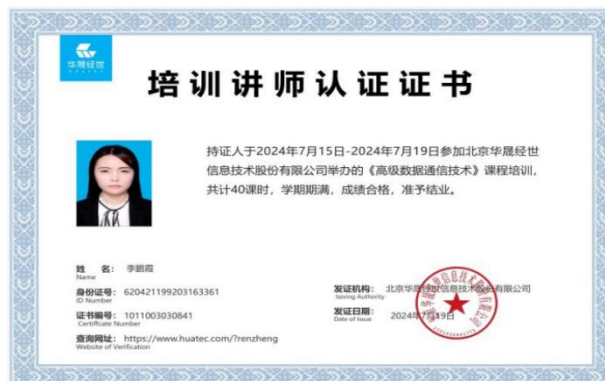 华晟经世
HUATEC
培训讲师认证证书
持证人于2024年7月15日-2024年7月19日参加北京华晟经世
信息技术股份有限公司举办的《高级数据通信技术》课程培训,
共计40课时,学期期满,成绩合格,准予结业。
姓 名: 李鹏霞
Name
身份证号: 620421199203163361
ID Number
证书编号: 1011003030841
Certificate Number
查询网址: https://www.huatec.com/?renzheng
Website of Verification
发证机构: 北京华晟经世信息技术股份有限公司
Issuing Authority
发证日期: 2024年7月19日
Date of Issue